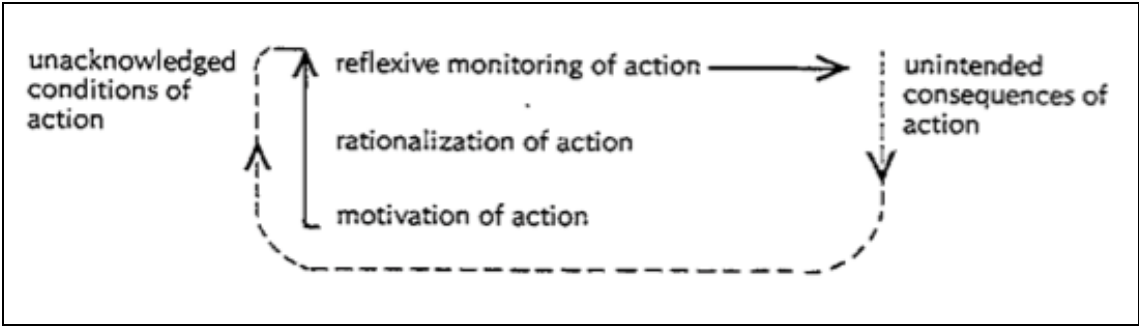 unacknowledged
conditions of
action
reflexive monitoring of action
rationalization of action
motivation of action
unintended
consequences of
action